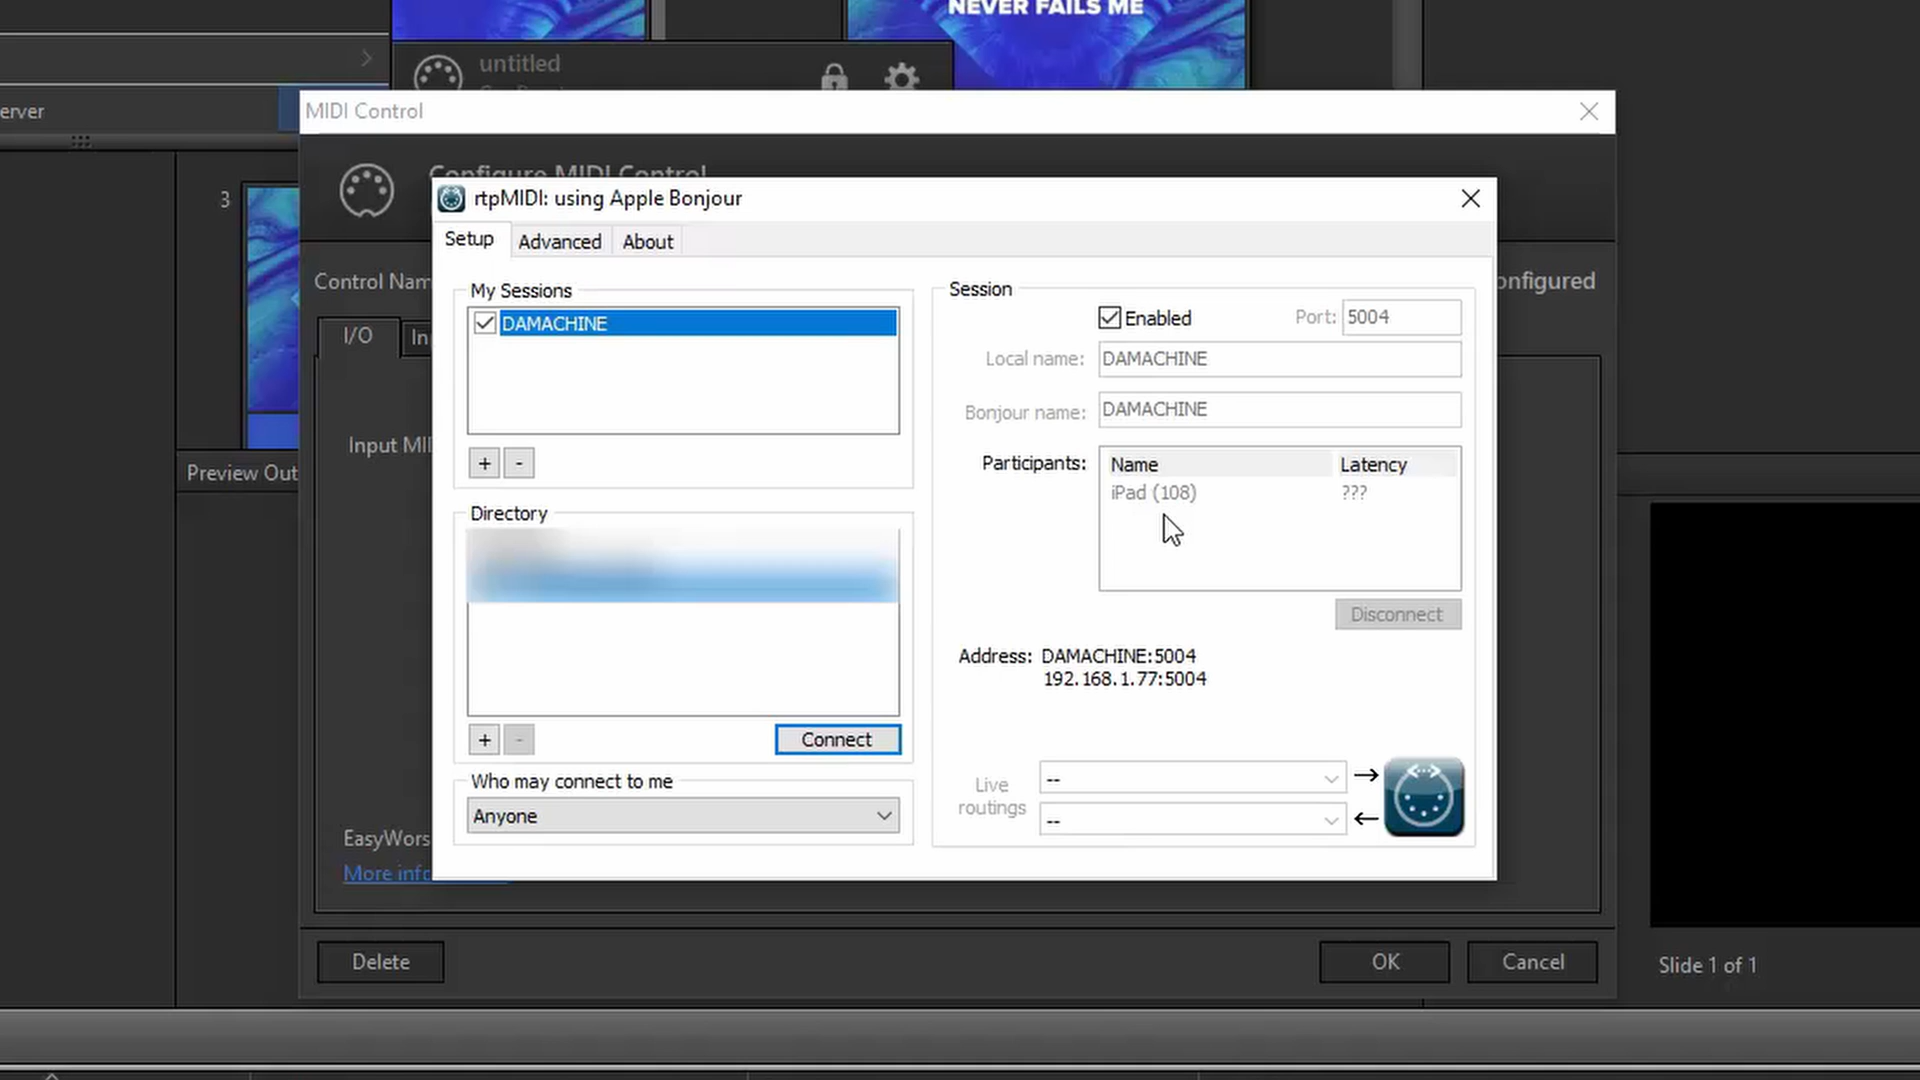 NEVER FAILS ME
untitled
erver
MIDI Control
Configure MIDI Control
rtpMIDI: using Apple Bonjour
Setup
Advanced
About
3
Control Nam
onfigured
My Sessions
DAMACHINE
+ -
I/O
In
Input MI
Preview Out
Session
Enabled
Port: 5004
Local name: DAMACHINE
Bonjour name: DAMACHINE
Participants:
Name Latency
iPad (108) ???
Disconnect
Directory
+ -
Connect
Address: DAMACHINE:5004
192.168.1.77:5004
Who may connect to me
Anyone
Live routings
--
--
EasyWors
More info
Delete
OK
Cancel
Slide 1 of 1